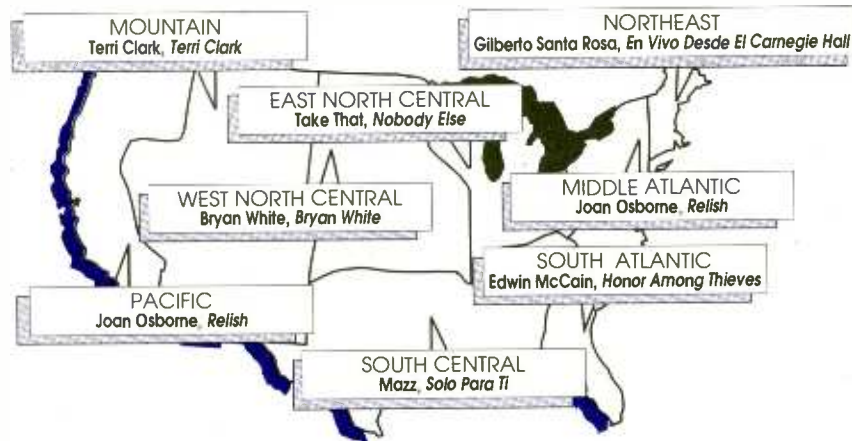 MOUNTAIN
Terri Clark, Terri Clark
NORTHEAST
Gilberto Santa Rosa, En Vivo Desde El Carnegie Hall
EAST NORTH CENTRAL
Take That, Nobody Else
WEST NORTH CENTRAL
Bryan White, Bryan White
MIDDLE ATLANTIC
Joan Osborne, Relish
SOUTH ATLANTIC
Edwin McCain, Honor Among Thieves
PACIFIC
Joan Osborne, Relish
SOUTH CENTRAL
Mazz, Solo Para Ti